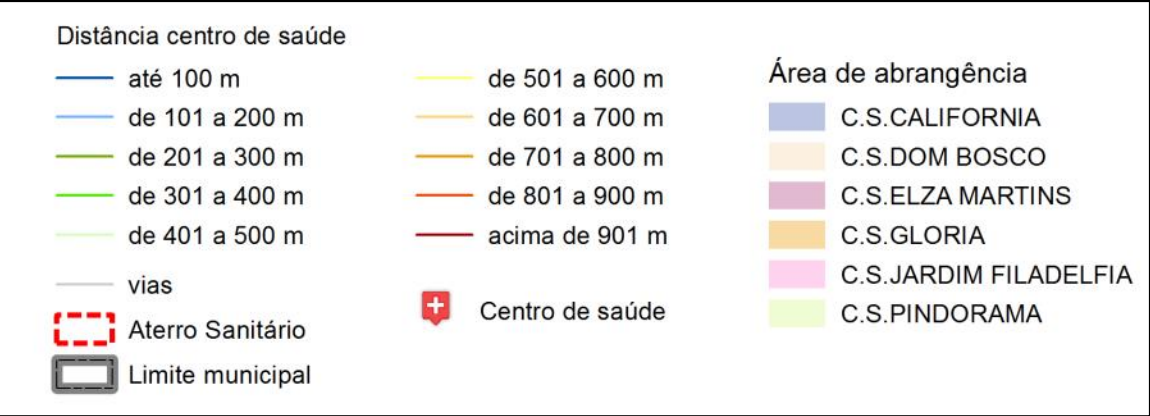 Distância centro de saúde
até 100 m
de 101 a 200 m
de 201 a 300 m
de 301 a 400 m
de 401 a 500 m
vias
Aterro Sanitário
Limite municipal
de 501 a 600 m
de 601 a 700 m
de 701 a 800 m
de 801 a 900 m
acima de 901 m
Centro de saúde
Área de abrangência
C.S.CALIFORNIA
C.S.DOM BOSCO
C.S.ELZA MARTINS
C.S.GLORIA
C.S.JARDIM FILADELFIA
C.S.PINDORAMA